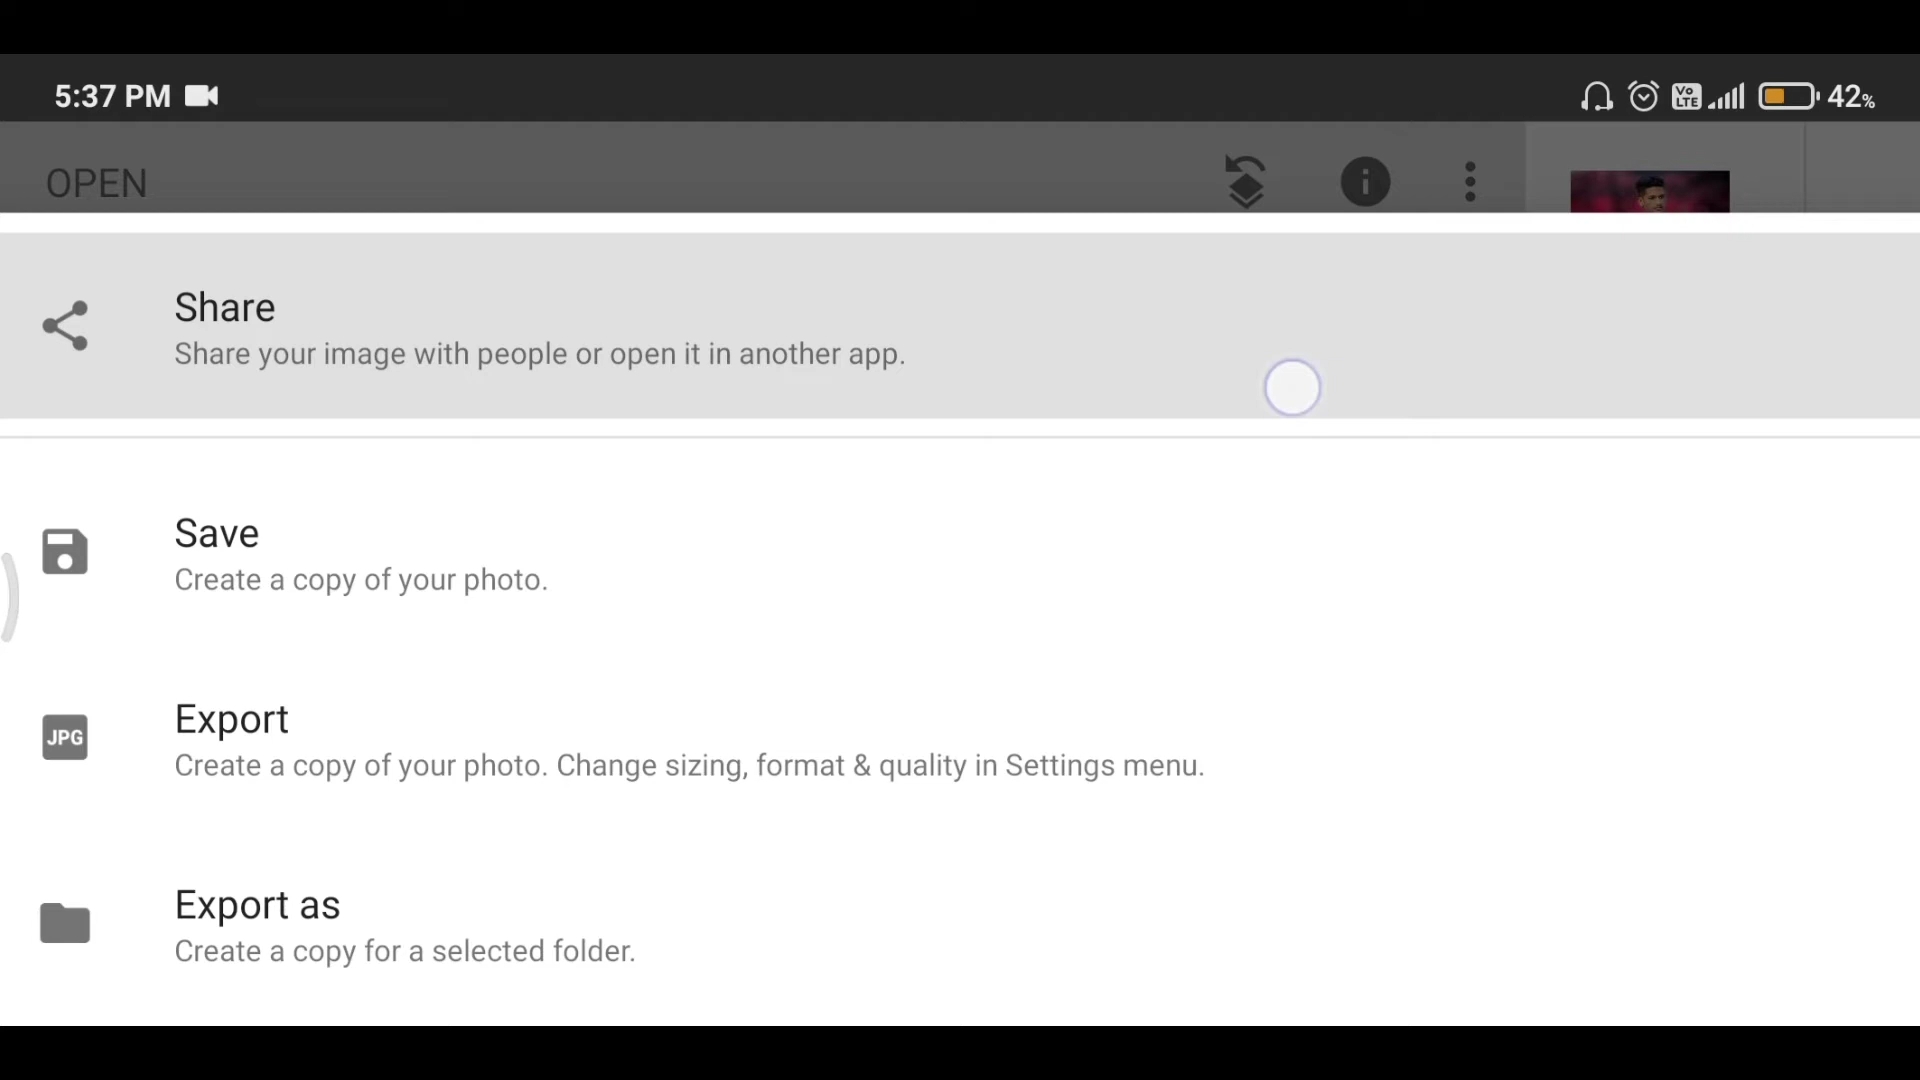 5:37 PM
Vo LTE
42%
OPEN
Share
Share your image with people or open it in another app.
Save
Create a copy of your photo.
JPG
Export
Create a copy of your photo. Change sizing, format & quality in Settings menu.
Export as
Create a copy for a selected folder.